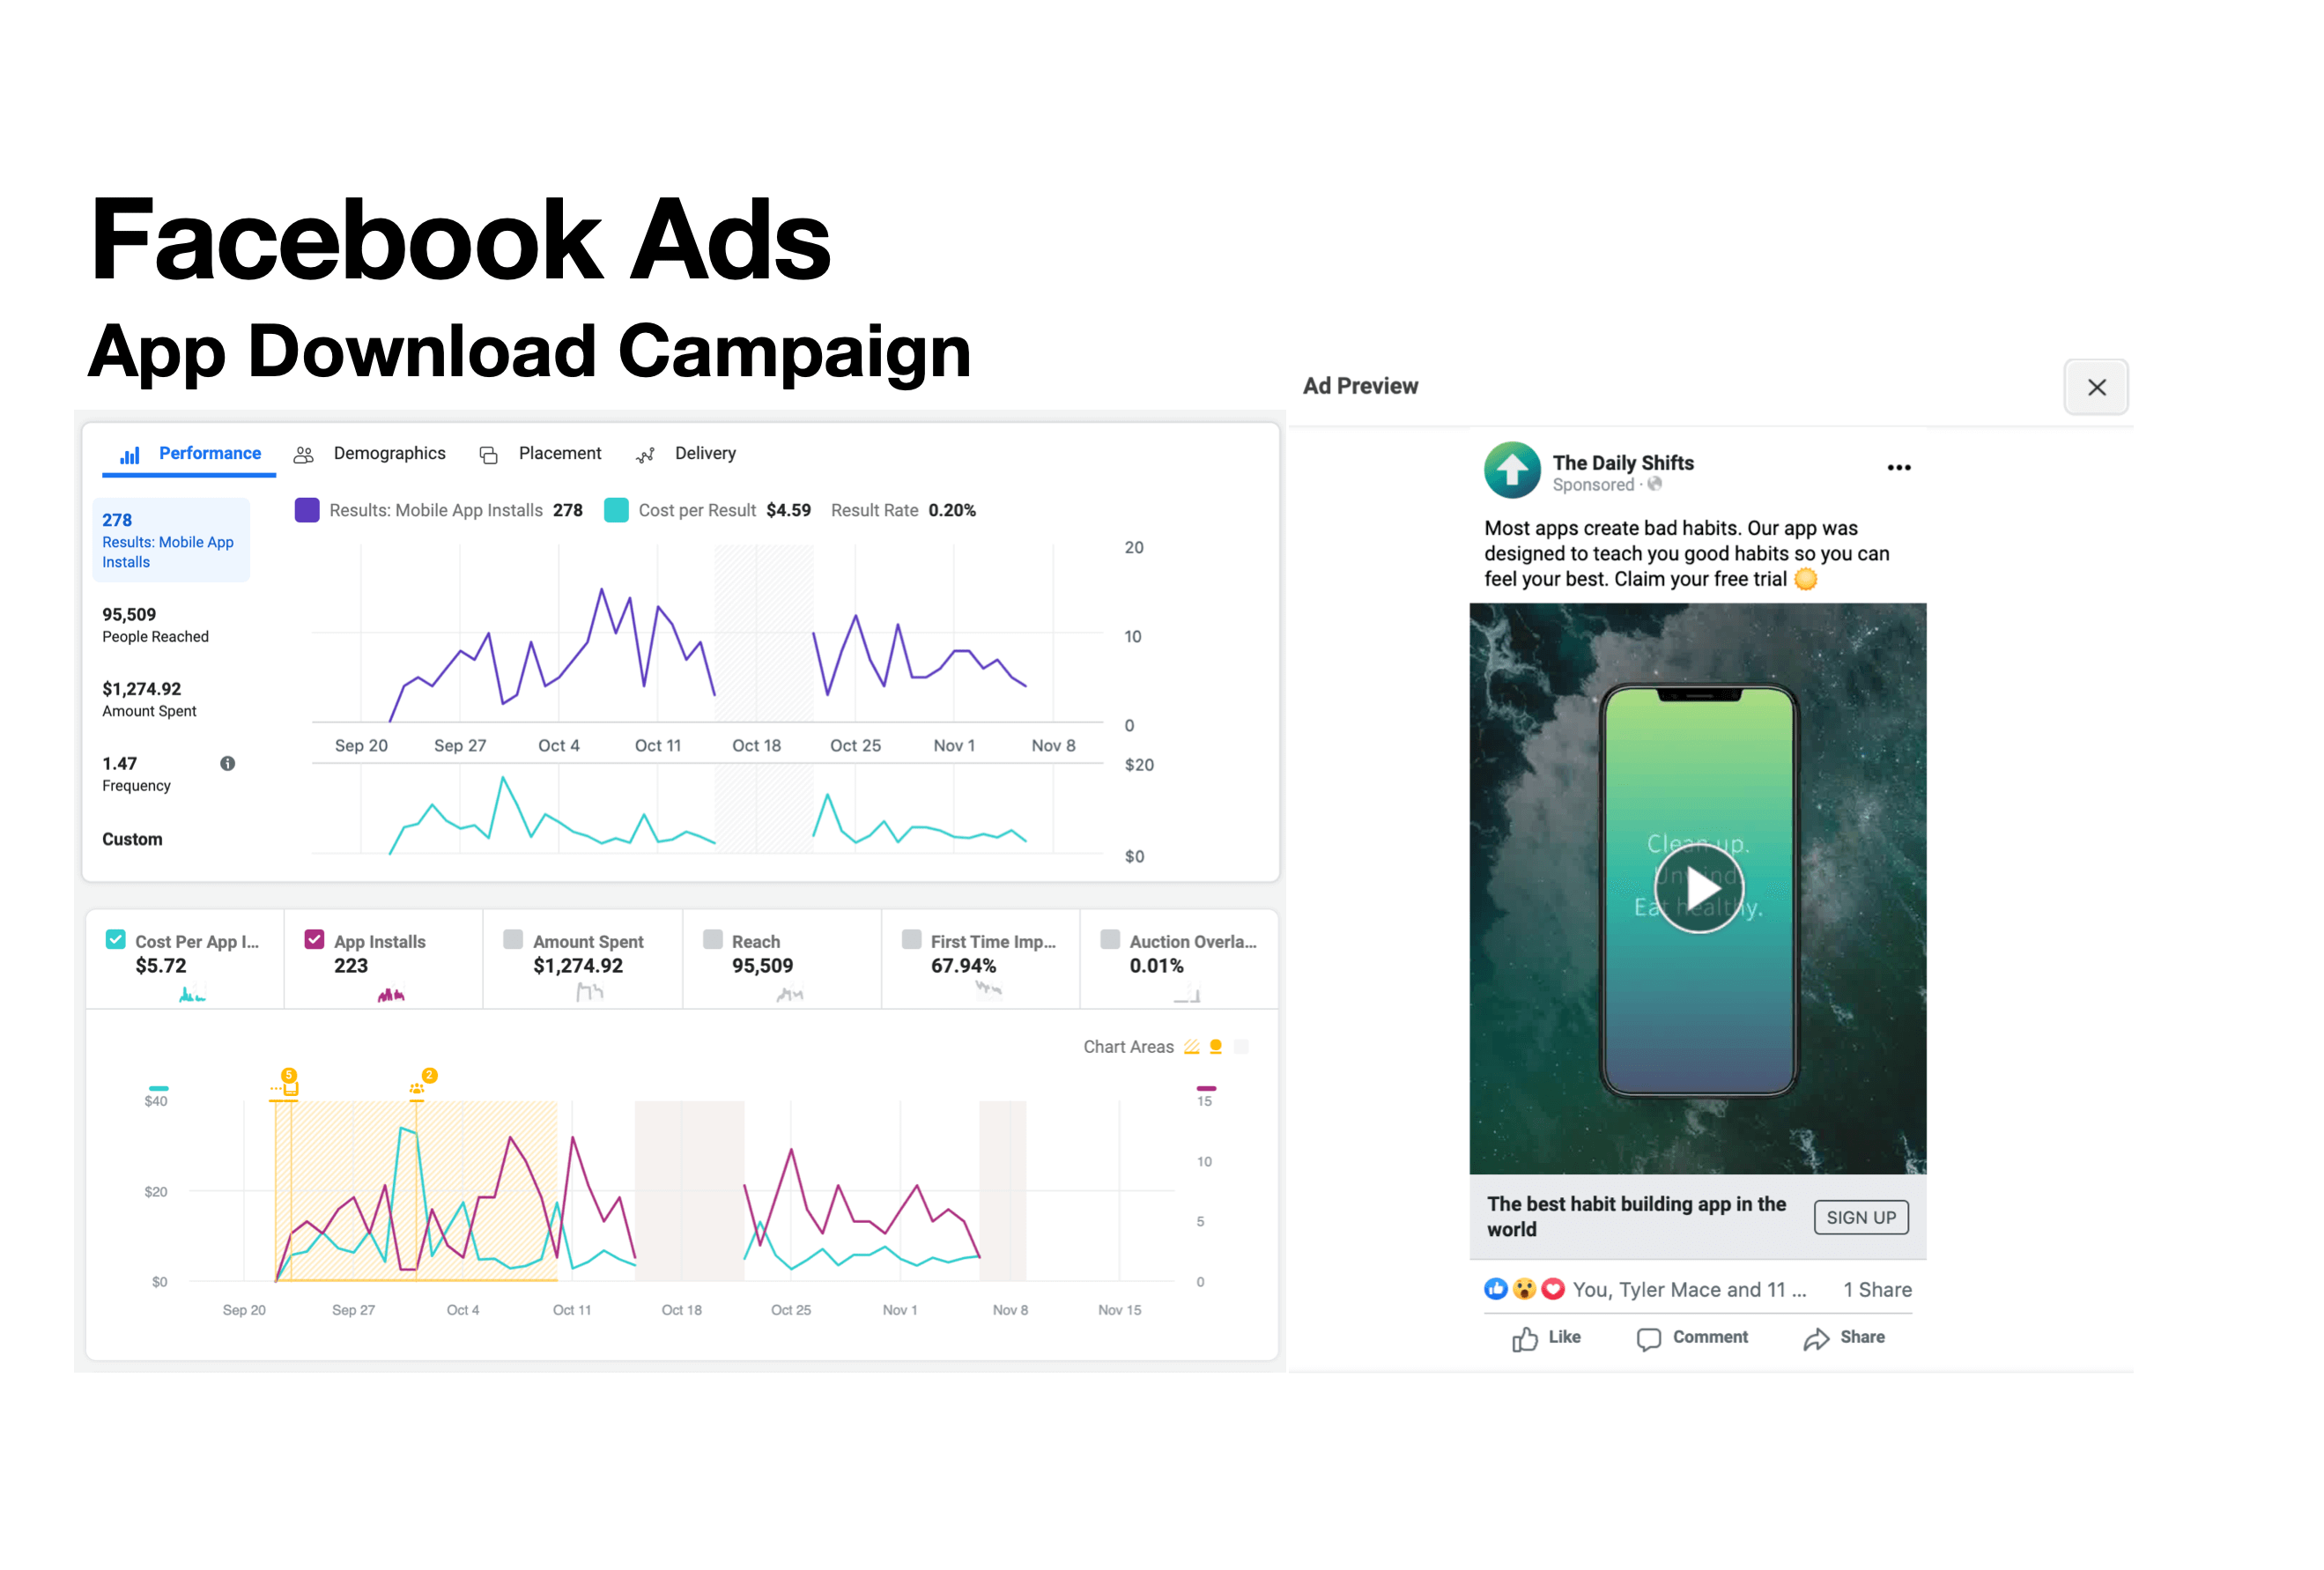 Facebook Ads
App Download Campaign
Performance
Demographics
Placement
Delivery
278
Results: Mobile App
Installs
95,509
People Reached
$1,274.92
Amount Spent
1.47
Frequency
Custom
Results: Mobile App Installs 278
Cost per Result $4.59
Result Rate 0.20%
20
10
0
Sep 20 Sep 27 Oct 4 Oct 11 Oct 18 Oct 25 Nov 1 Nov 8
$20
$0
Cost Per App I...
$5.72
App Installs
223
Amount Spent
$1,274.92
Reach
95,509
First Time Imp...
67.94%
Auction Overla...
0.01%
Chart Areas
5
2
$40
$20
$0
15
10
5
0
Sep 20 Sep 27 Oct 4 Oct 11 Oct 18 Oct 25 Nov 1 Nov 8 Nov 15
Ad Preview
The Daily Shifts
Sponsored ·
Most apps create bad habits. Our app was
designed to teach you good habits so you can
feel your best. Claim your free trial
Clean up.
Unwind.
Eat healthy.
The best habit building app in the
world
SIGN UP
You, Tyler Mace and 11 ...
1 Share
Like
Comment
Share